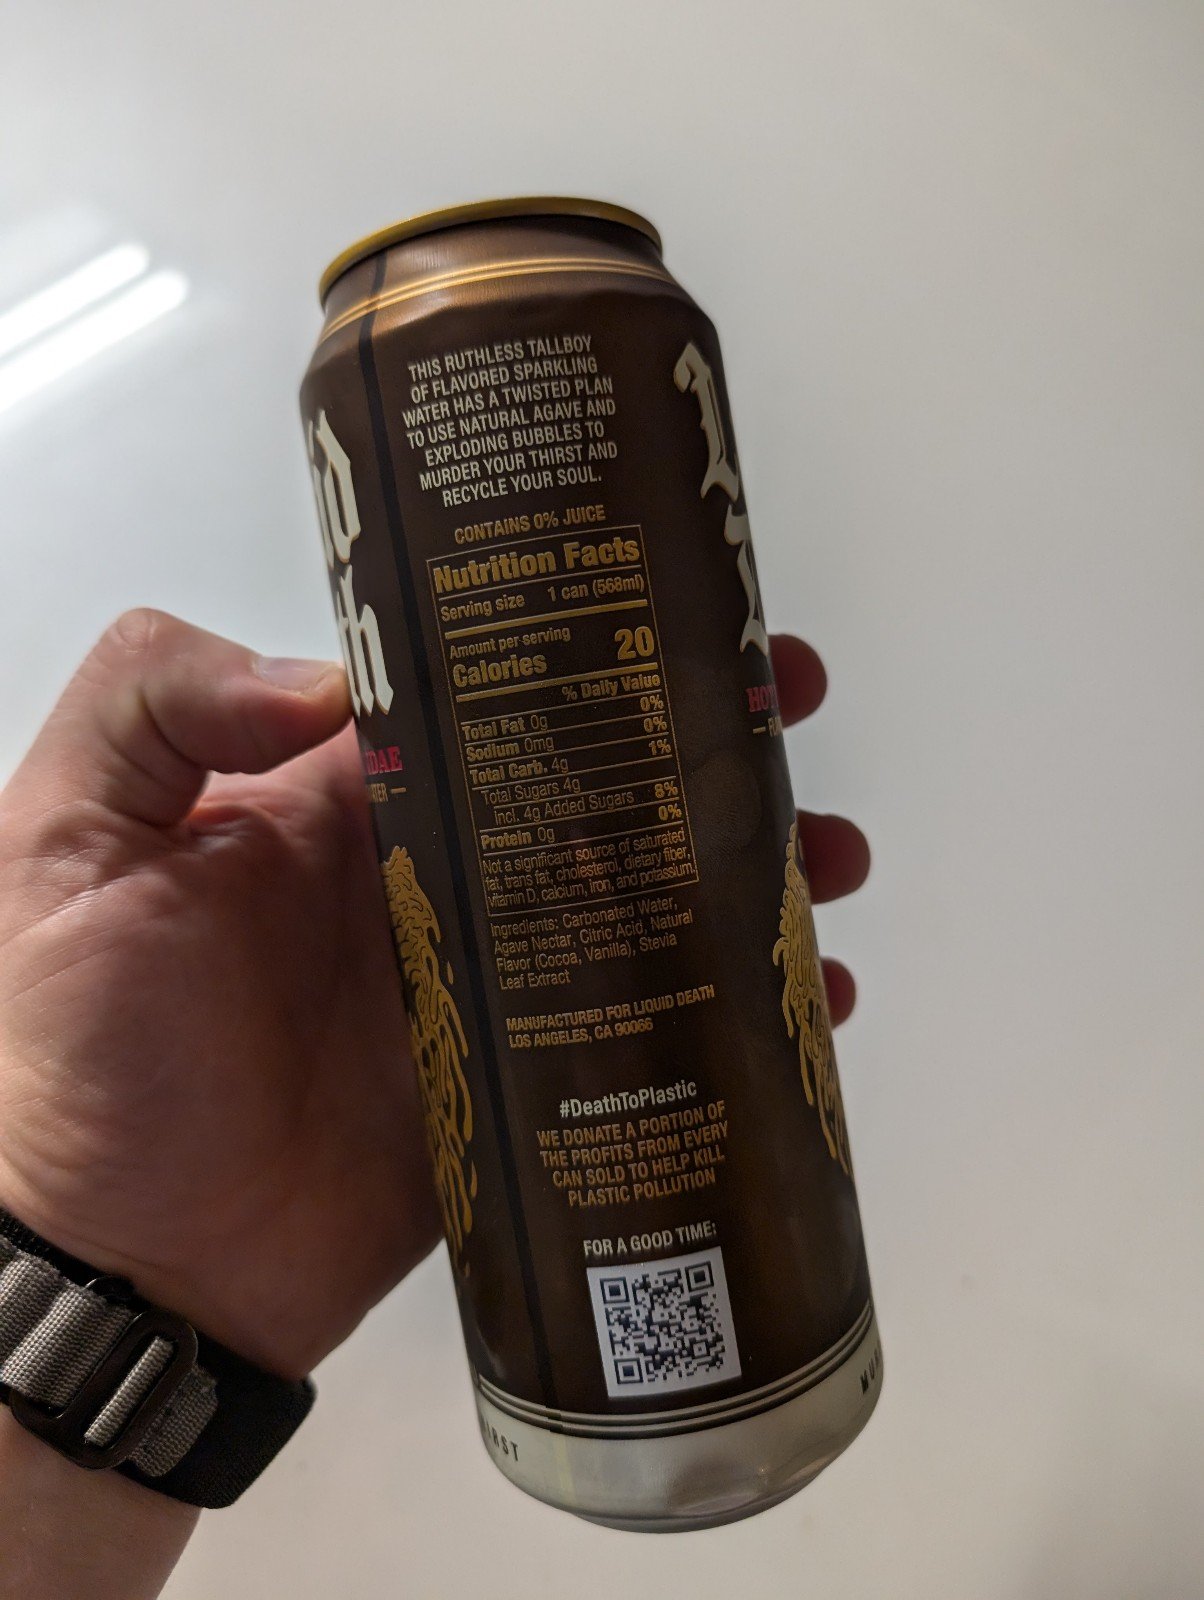 THIS RUTHLESS TALLBOY
OF FLAVORED SPARKLING
WATER HAS A TWISTED PLAN
TO USE NATURAL AGAVE AND
EXPLODING BUBBLES TO
MURDER YOUR THIRST AND
RECYCLE YOUR SOUL.
CONTAINS 0% JUICE
Nutrition Facts
Serving size 1 can (568ml)
Amount per serving
Calories 20
% Daily Value
Total Fat 0g 0%
Sodium 0mg 0%
Total Carb. 4g 1%
Total Sugars 4g
Incl. 4g Added Sugars 8%
Protein 0g 0%
Not a significant source of saturated
fat, trans fat, cholesterol, dietary fiber,
vitamin D, calcium, iron, and potassium.
Ingredients: Carbonated Water,
Agave Nectar, Citric Acid, Natural
Flavor (Cocoa, Vanilla), Stevia
Leaf Extract
MANUFACTURED FOR LIQUID DEATH
LOS ANGELES, CA 90066
#DeathToPlastic
WE DONATE A PORTION OF
THE PROFITS FROM EVERY
CAN SOLD TO HELP KILL
PLASTIC POLLUTION
FOR A GOOD TIME: